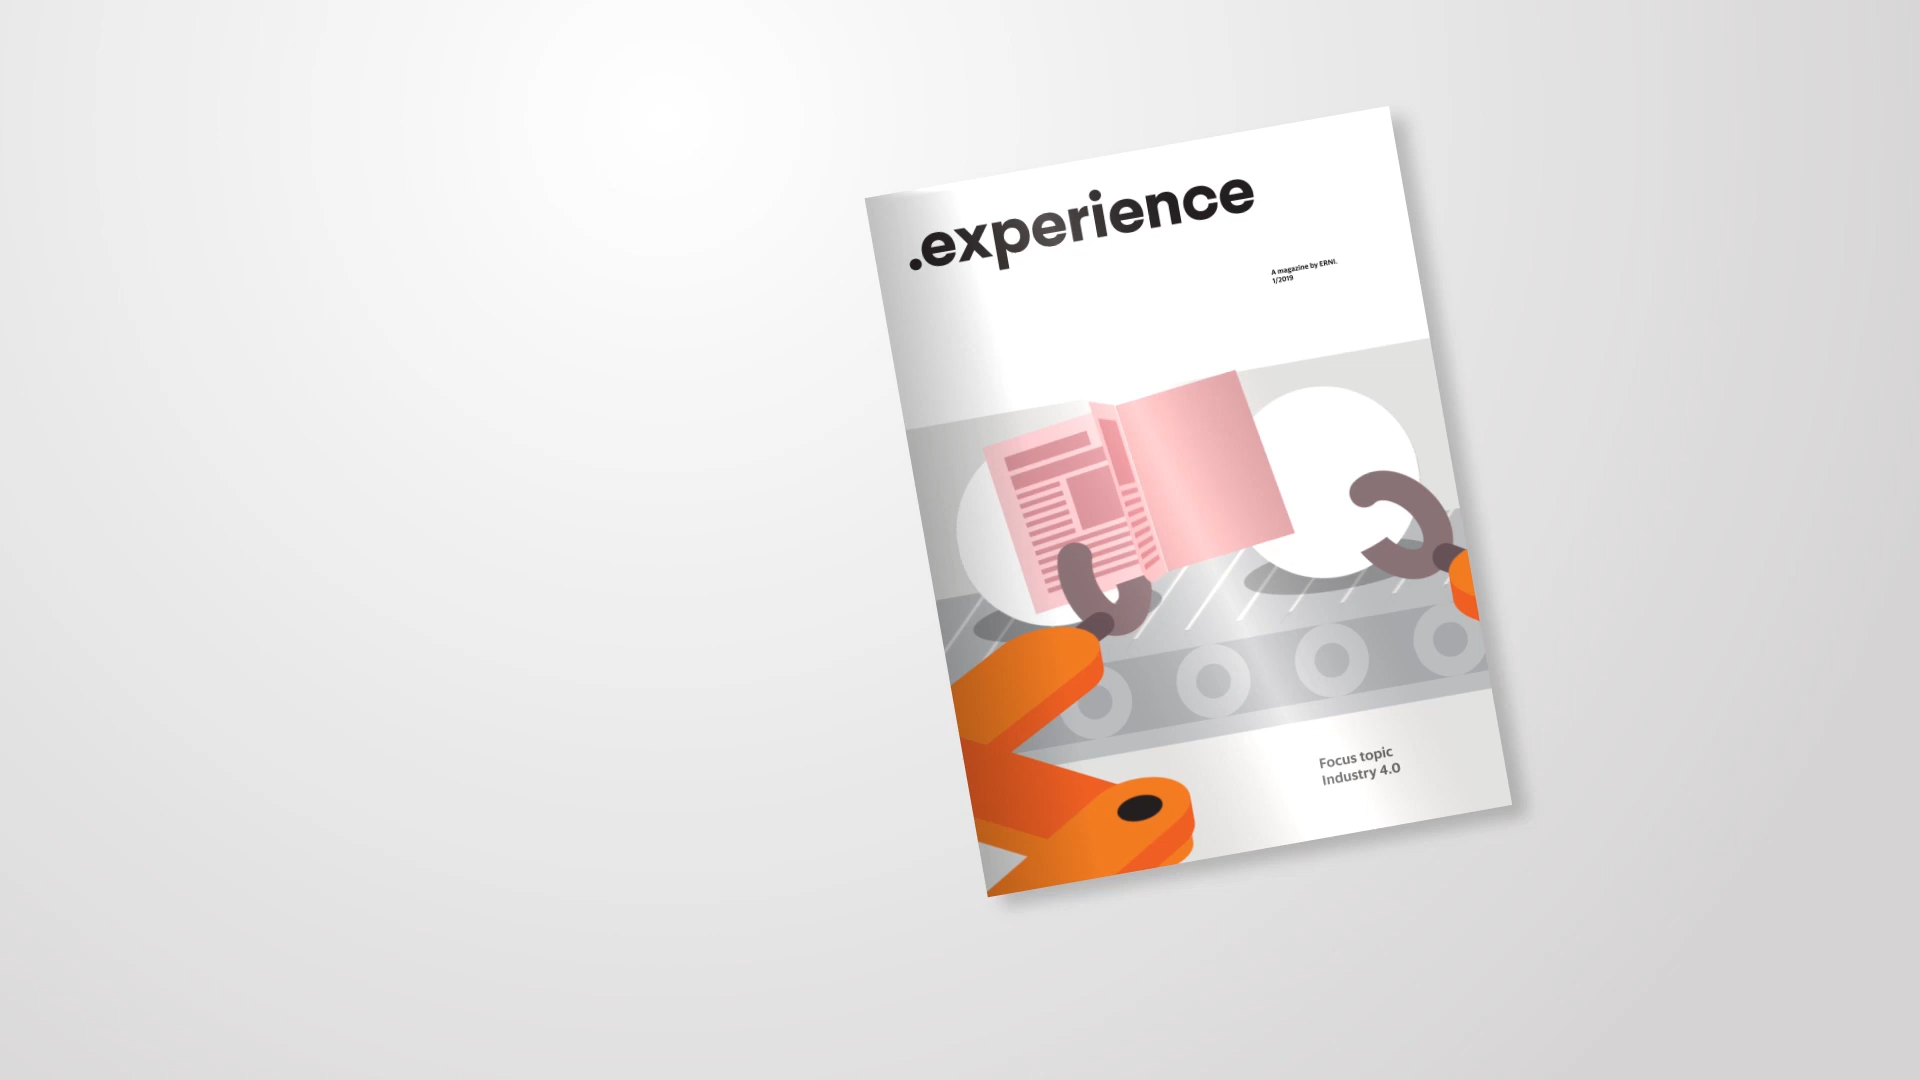 .experience
A magazine by ERNI.
1/2019
Focus topic
Industry 4.0